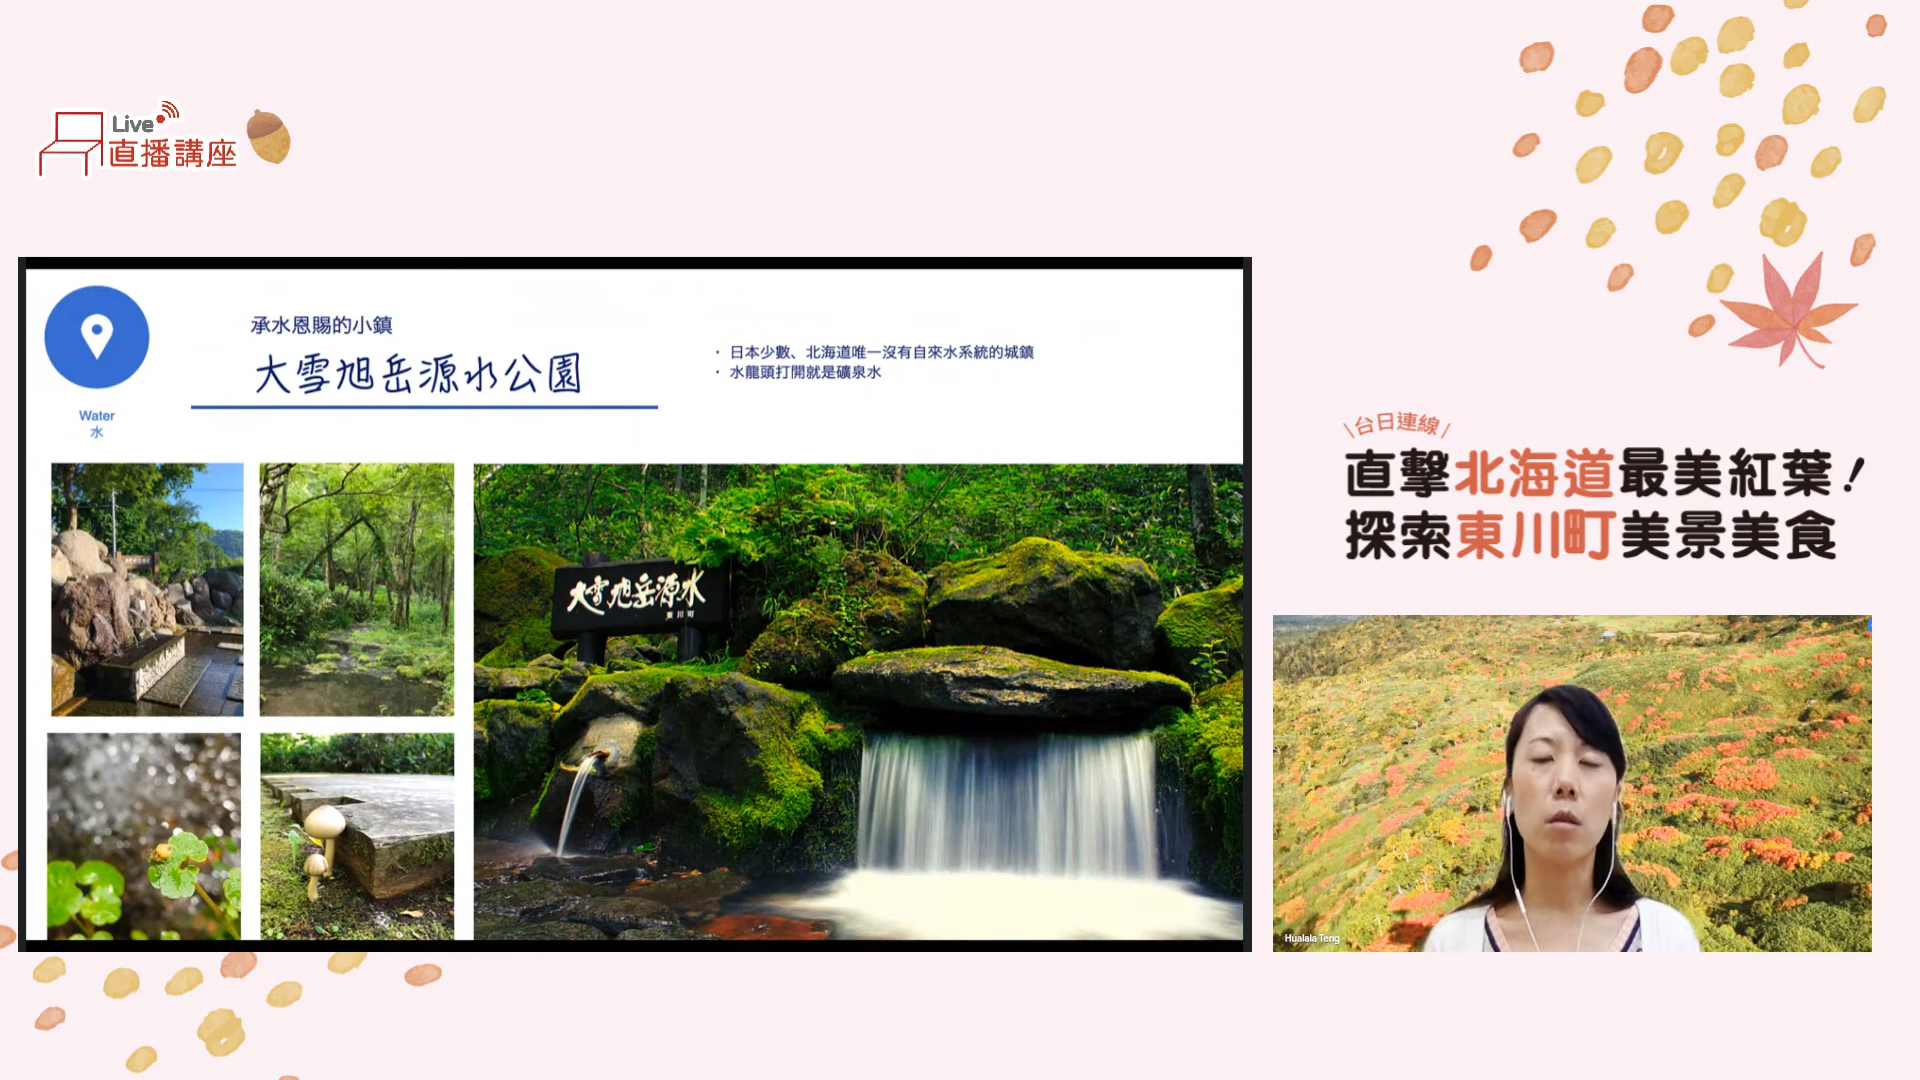 Live
直播講座
承水恩賜的小鎮
大雪旭岳源水公園
Water
水
· 日本少數、北海道唯一沒有自來水系統的城鎮
· 水龍頭打開就是礦泉水
大雪旭岳源水
東川町
\台日連線/
直擊北海道最美紅葉！
探索東川町美景美食
Hualala Teng